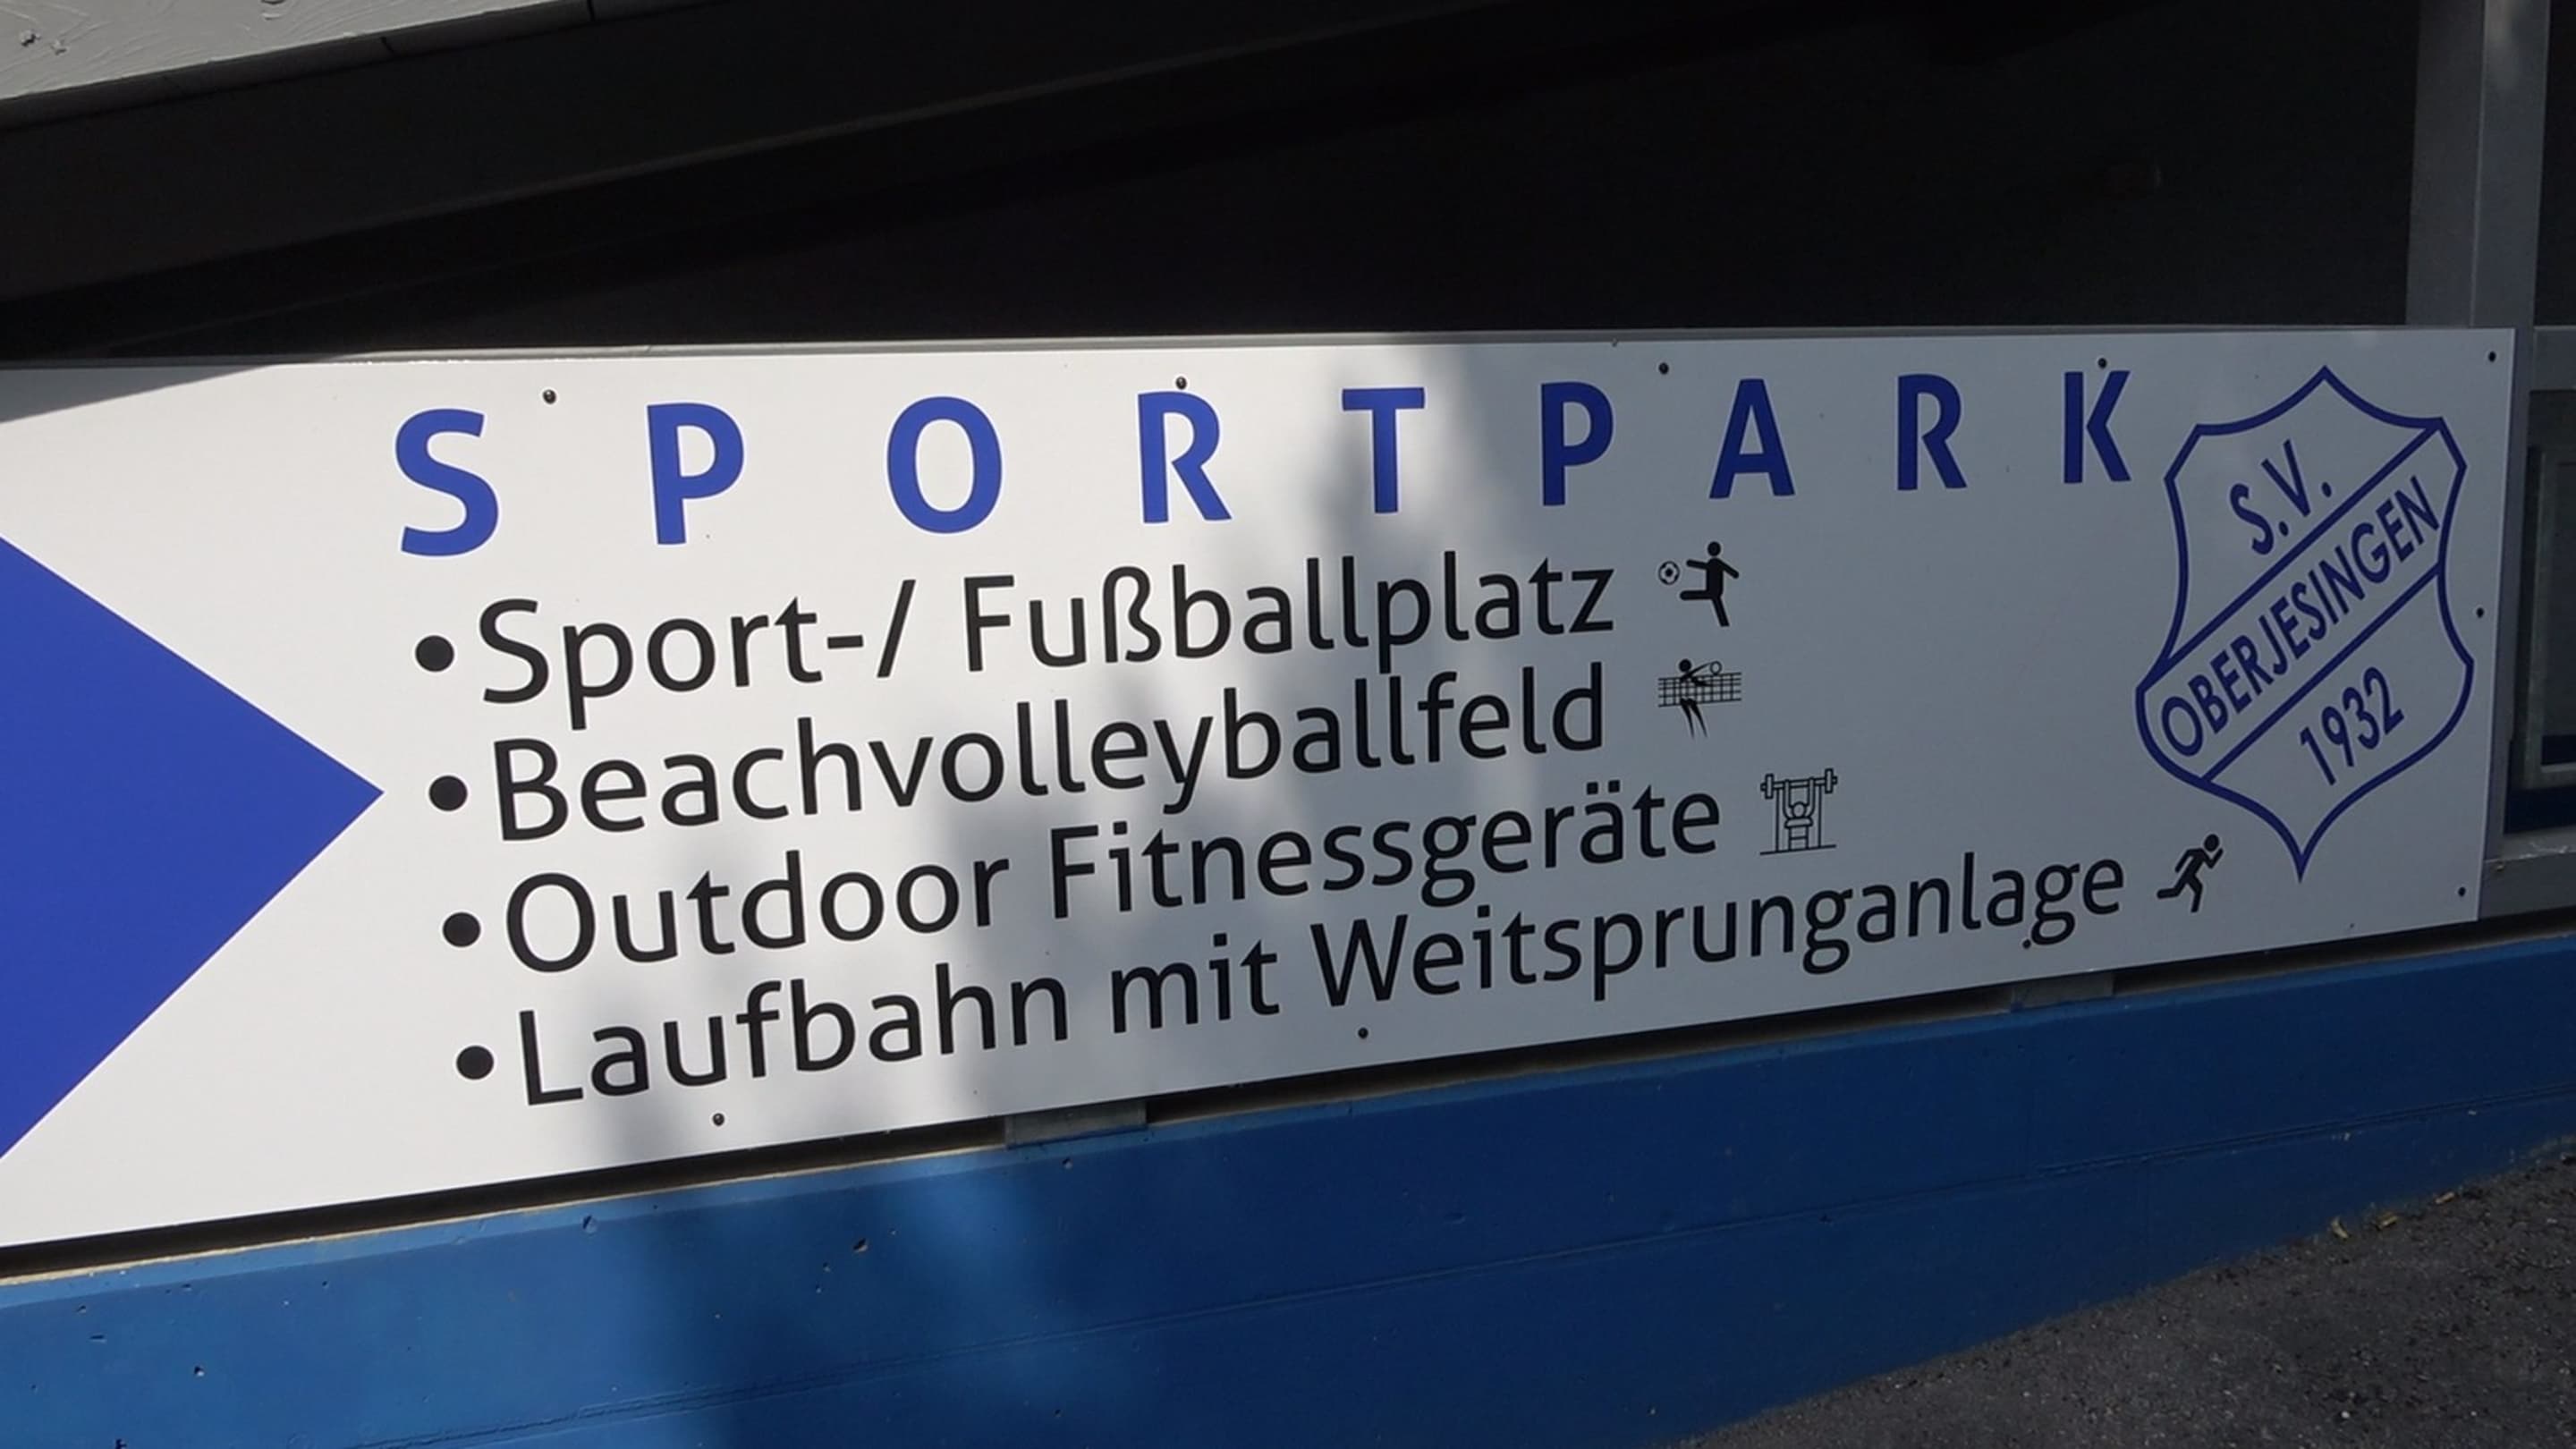 SPORTPARK
•Sport-/ Fußballplatz
•Beachvolleyballfeld
•Outdoor Fitnessgeräte
•Laufbahn mit Weitsprunganlage
S.V.
OBERJESINGEN
1932